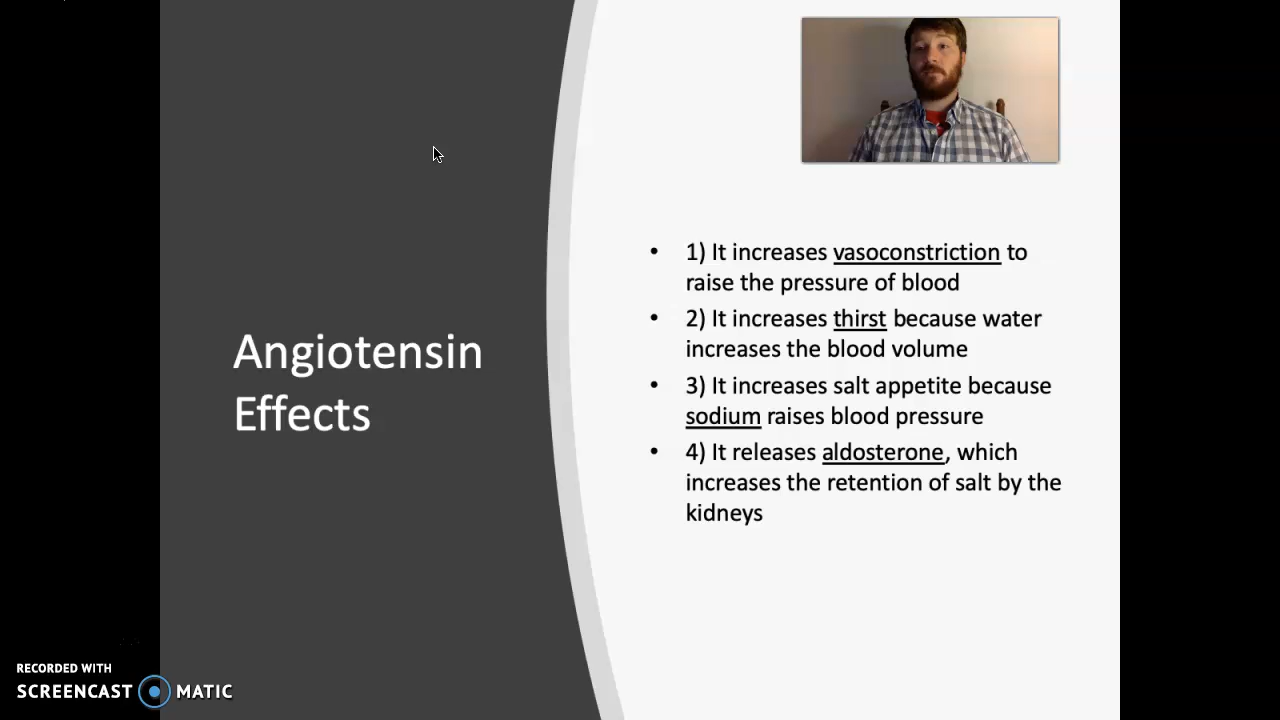 Angiotensin
Effects
• 1) It increases vasoconstriction to
raise the pressure of blood
• 2) It increases thirst because water
increases the blood volume
• 3) It increases salt appetite because
sodium raises blood pressure
• 4) It releases aldosterone, which
increases the retention of salt by the
kidneys
RECORDED WITH
SCREENCAST MATIC